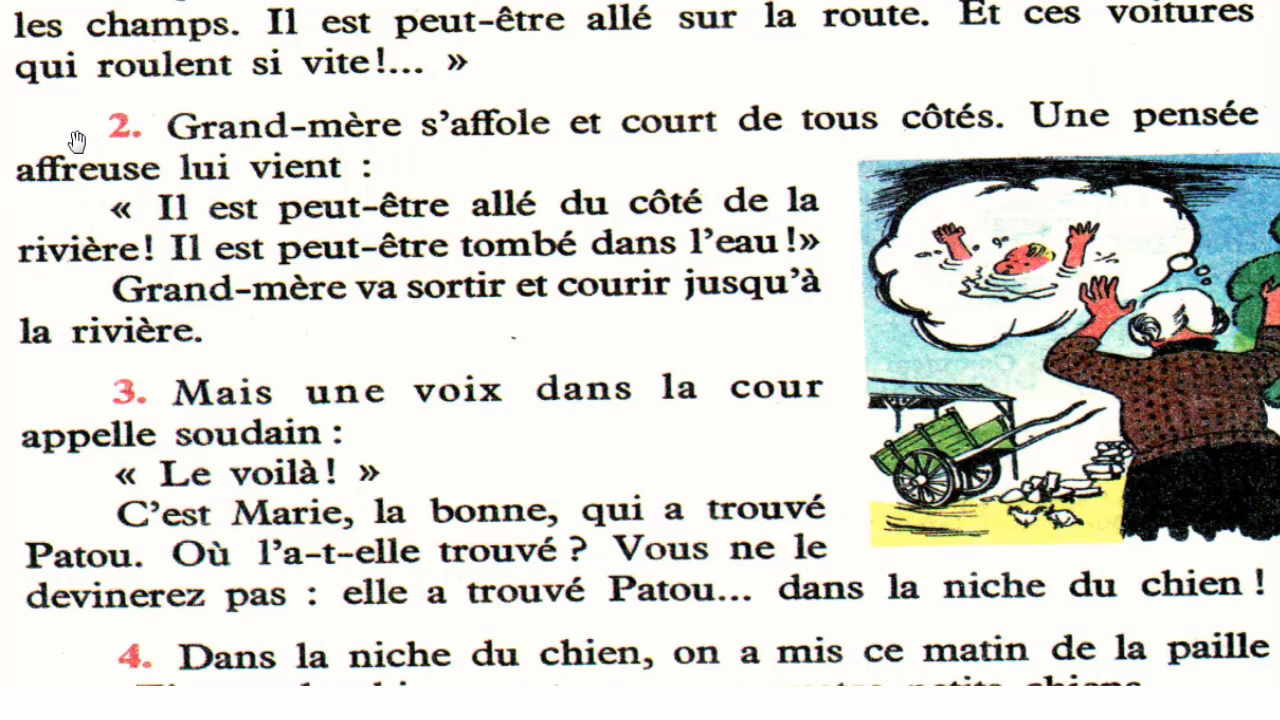 les champs. Il est peut-être allé sur la route. Et ces voitures
qui roulent si vite!... »
2. Grand-mère s'affole et court de tous côtés. Une pensée
affreuse lui vient :
« Il est peut-être allé du côté de la
rivière! Il est peut-être tombé dans l'eau!»
Grand-mère va sortir et courir jusqu'à
la rivière.
3. Mais une voix dans la cour
appelle soudain :
« Le voilà! »
C'est Marie, la bonne, qui a trouvé
Patou. Où l'a-t-elle trouvé ? Vous ne le
devinerez pas : elle a trouvé Patou... dans la niche du chien !
4. Dans la niche du chien, on a mis ce matin de la paille
petits chiens